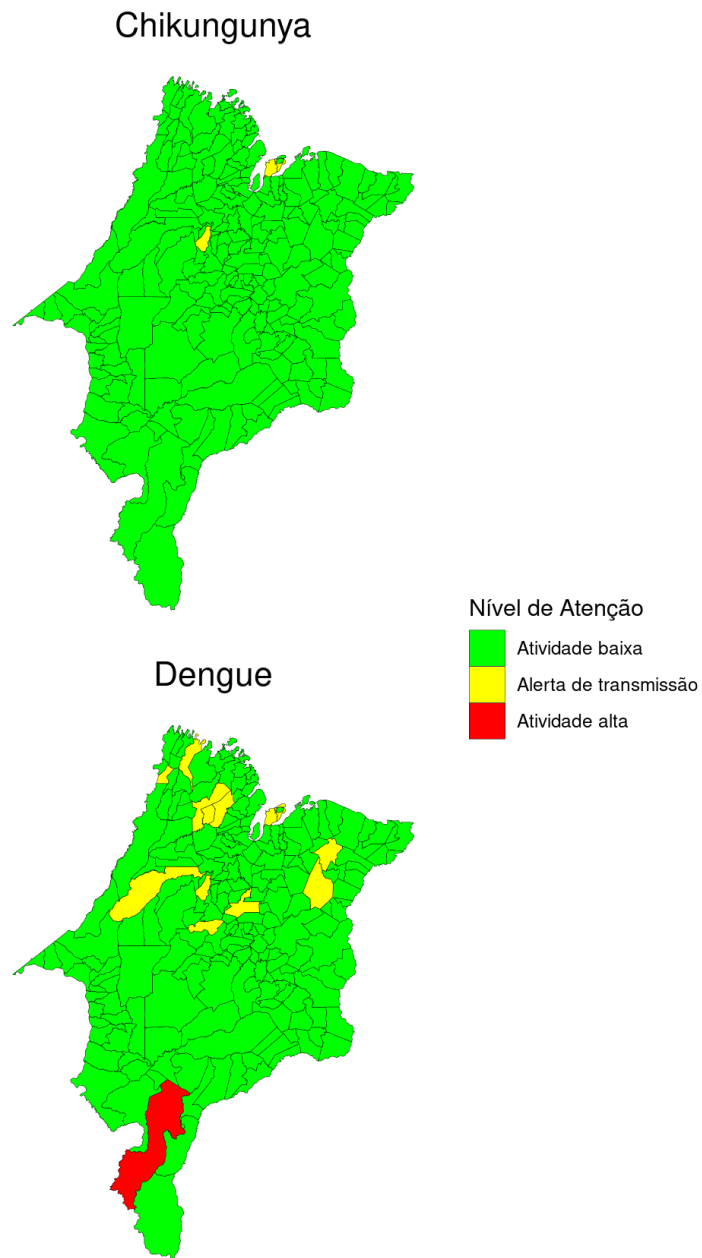 Chikungunya
Nível de Atenção
Atividade baixa
Alerta de transmissão
Atividade alta
Dengue